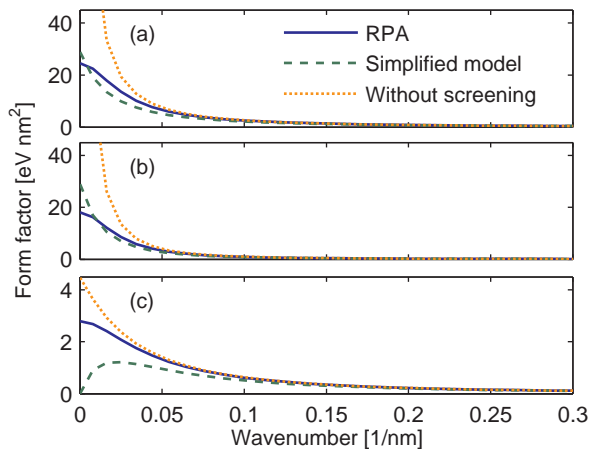 (a)
RPA
Simplified model
Without screening
40
20
0
(b)
40
20
0
Form factor [eV nm²]
(c)
4
2
0
0 0.05 0.1 0.15 0.2 0.25 0.3
Wavenumber [1/nm]